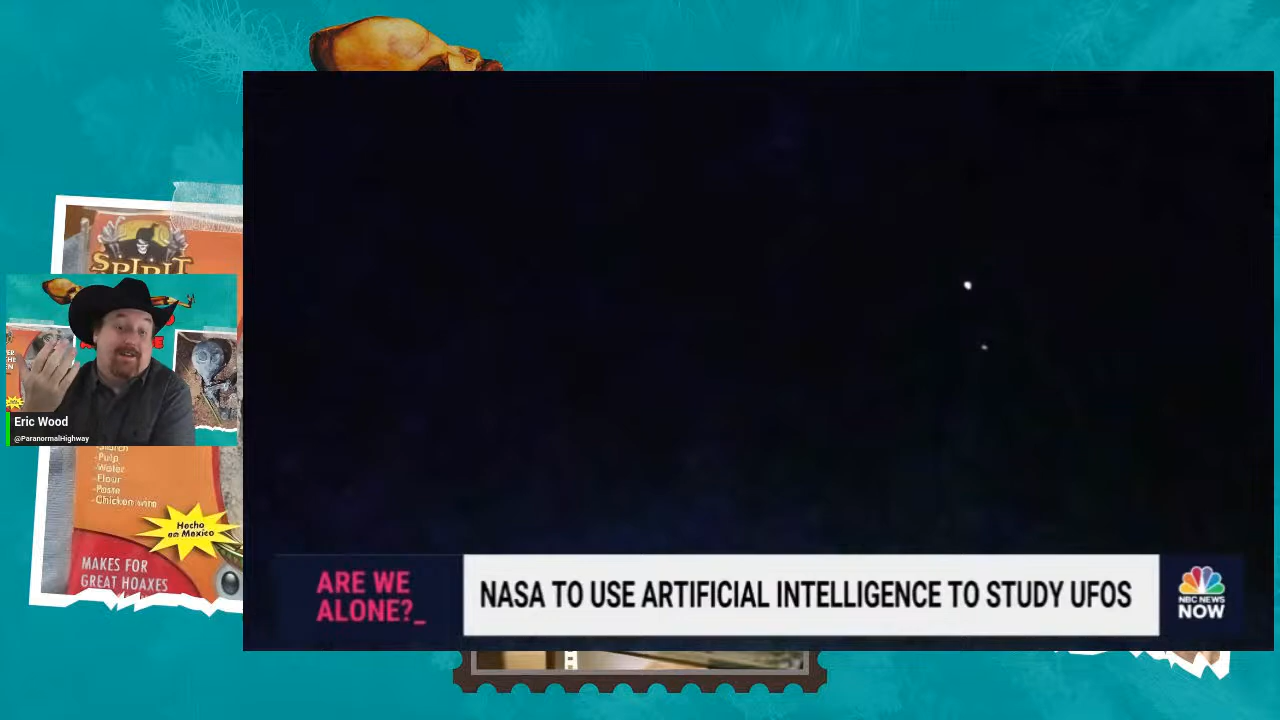 SPIRIT
Eric Wood
@ParanormalHighway
-Pulp
-Water
-Flour
-Paste
-Chicken wire
Hecho
en Mexico
MAKES FOR
GREAT HOAXES
ARE WE
ALONE?_
NASA TO USE ARTIFICIAL INTELLIGENCE TO STUDY UFOS
NBC NEWS
NOW